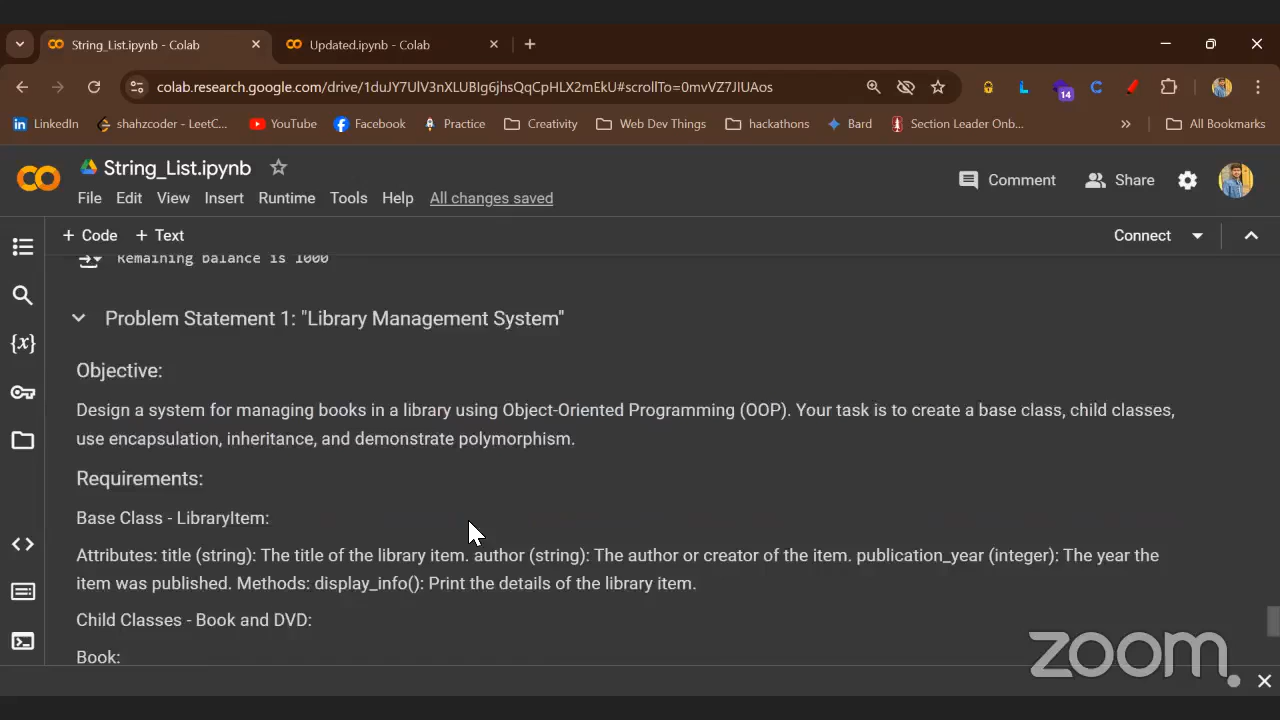 String_List.ipynb - Colab
Updated.ipynb - Colab
colab.research.google.com/drive/1duJY7UlV3nXLUBIg6jhsQqCpHLX2mEkU#scrollTo=0mvVZ7JIUAos
14
LinkedIn
shahzcoder - LeetC...
YouTube
Facebook
Practice
Creativity
Web Dev Things
hackathons
Bard
Section Leader Onb...
All Bookmarks
String_List.ipynb
Comment
Share
File Edit View Insert Runtime Tools Help All changes saved
+ Code + Text
Connect
Remaining balance is 1000
Problem Statement 1: "Library Management System"
Objective:
Design a system for managing books in a library using Object-Oriented Programming (OOP). Your task is to create a base class, child classes,
use encapsulation, inheritance, and demonstrate polymorphism.
Requirements:
Base Class - LibraryItem:
Attributes: title (string): The title of the library item. author (string): The author or creator of the item. publication_year (integer): The year the
item was published. Methods: display_info(): Print the details of the library item.
Child Classes - Book and DVD:
Book:
zoom